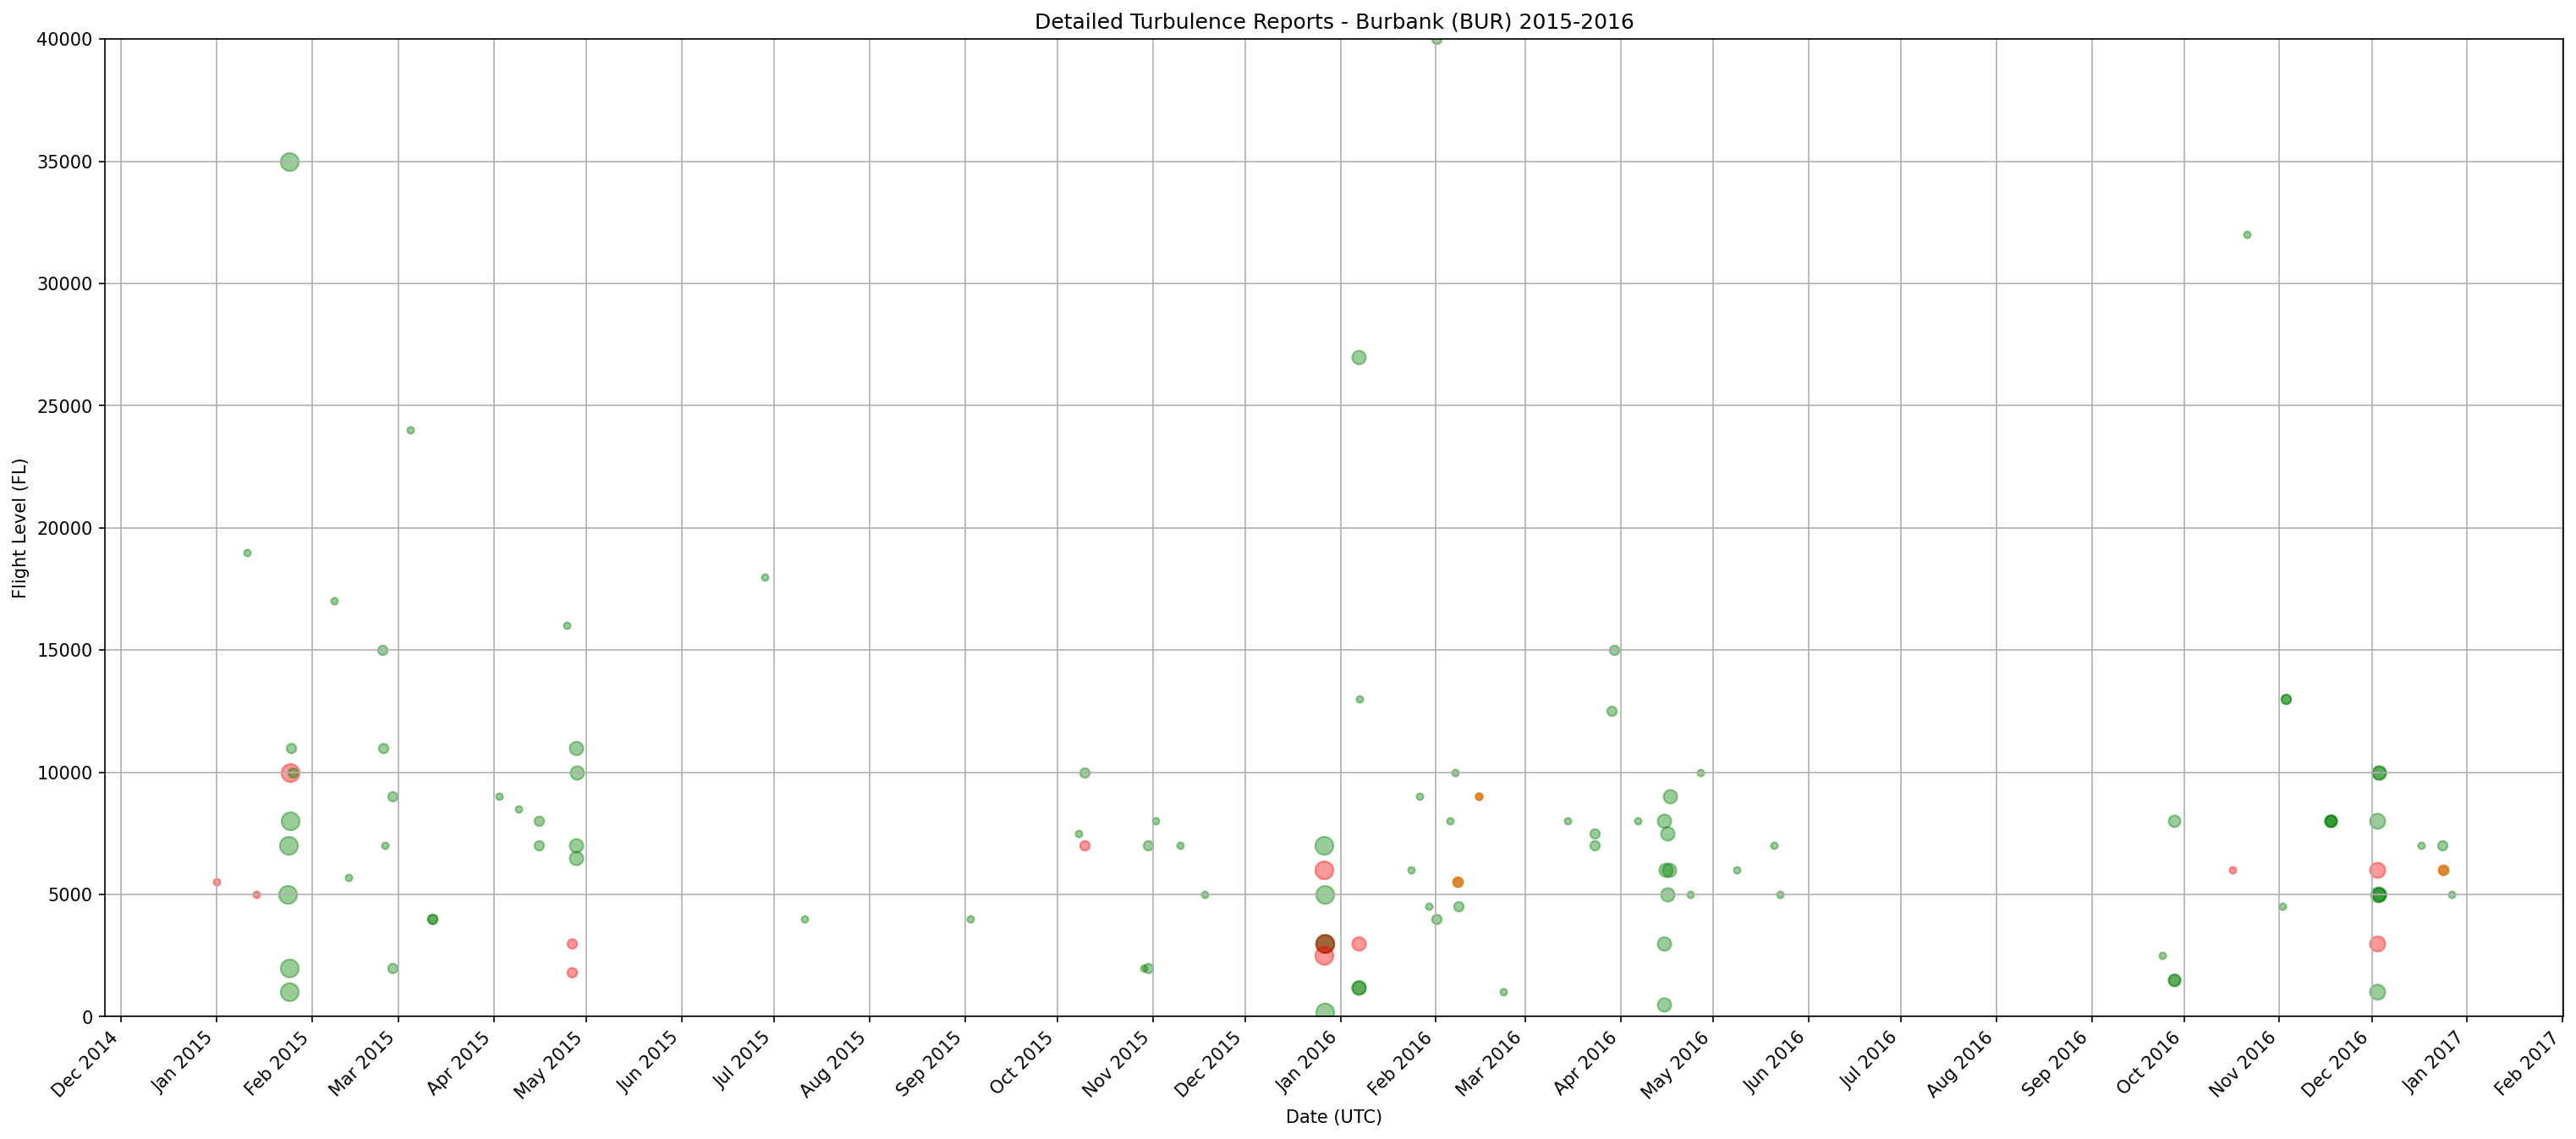 Detailed Turbulence Reports - Burbank (BUR) 2015-2016
Flight Level (FL)
40000
35000
30000
25000
20000
15000
10000
5000
0
Dec 2014
Jan 2015
Feb 2015
Mar 2015
Apr 2015
May 2015
Jun 2015
Jul 2015
Aug 2015
Sep 2015
Oct 2015
Nov 2015
Dec 2015
Jan 2016
Feb 2016
Mar 2016
Apr 2016
May 2016
Jun 2016
Jul 2016
Aug 2016
Sep 2016
Oct 2016
Nov 2016
Dec 2016
Jan 2017
Feb 2017
Date (UTC)